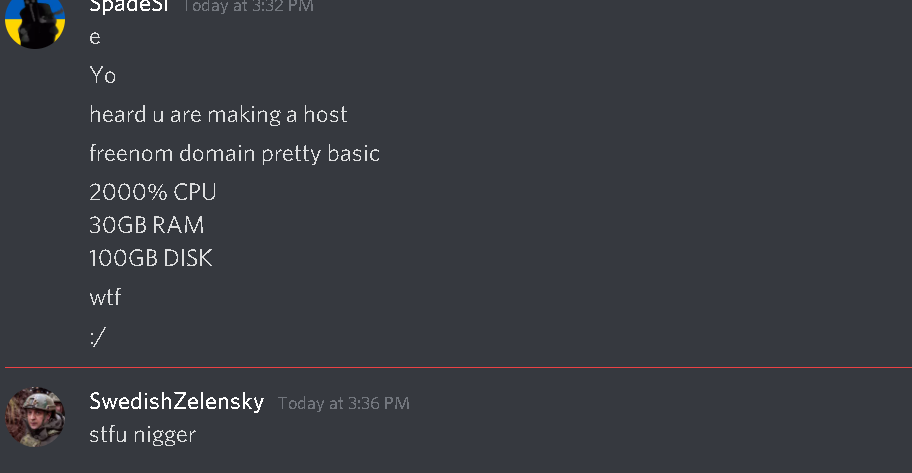 SpadeSI Today at 3:32 PM
e
Yo
heard u are making a host
freenom domain pretty basic
2000% CPU
30GB RAM
100GB DISK
wtf
:/
SwedishZelensky Today at 3:36 PM
stfu nigger